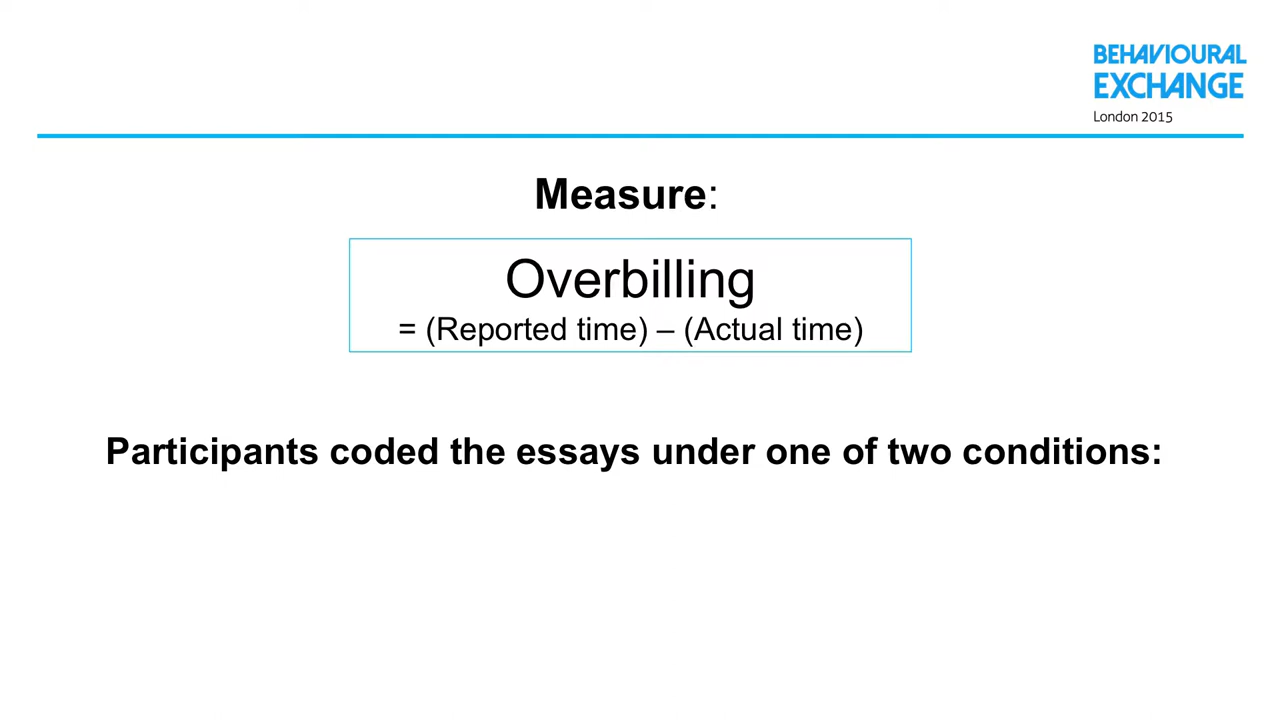 BEHAVIOURAL
EXCHANGE
London 2015
Measure:
Overbilling
= (Reported time) – (Actual time)
Participants coded the essays under one of two conditions: